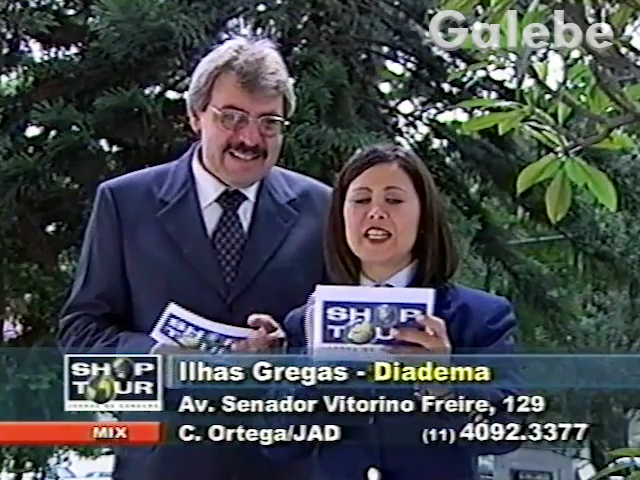 Galebe
SHOP
TOUR
SHOP
TOUR
SHOP
TOUR
Ilhas Gregas - Diadema
Av. Senador Vitorino Freire, 129
MIX
C. Ortega/JAD (11) 4092.3377